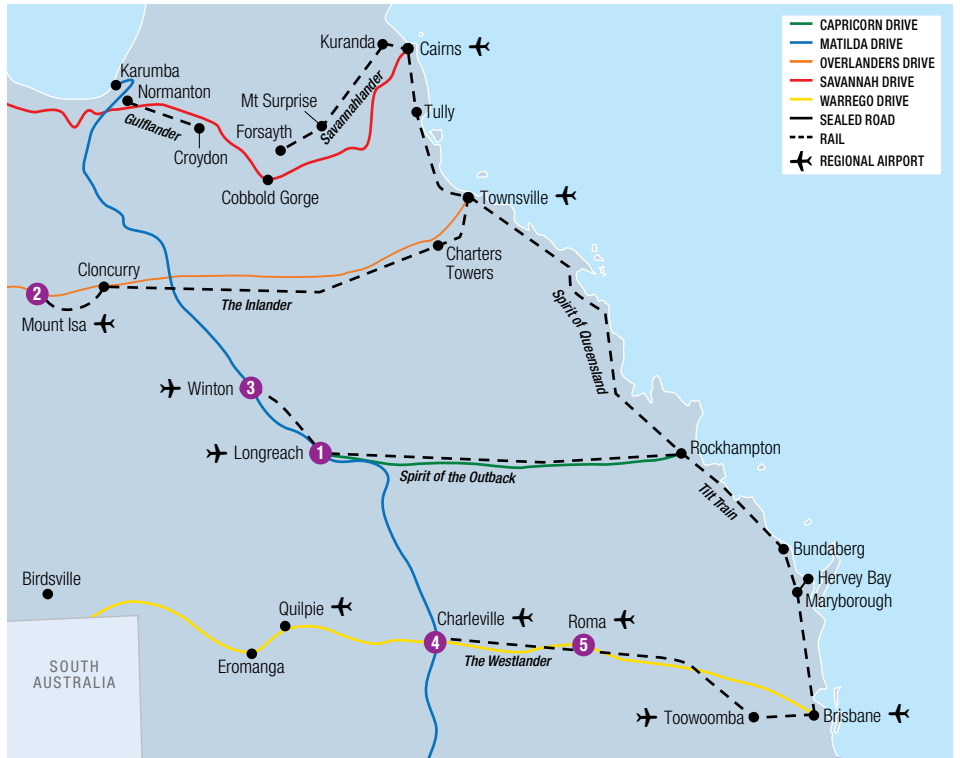 CAPRICORN DRIVE
MATILDA DRIVE
OVERLANDERS DRIVE
SAVANNAH DRIVE
WARREGO DRIVE
SEALED ROAD
RAIL
REGIONAL AIRPORT
Kuranda
Cairns
Karumba
Normanton
Mt Surprise
Savannahlander
Tully
Gulflander
Forsayth
Croydon
Cobbold Gorge
Townsville
Charters
Towers
Cloncurry
2
The Inlander
Mount Isa
Spirit of Queensland
Winton
3
Longreach
1
Rockhampton
Spirit of the Outback
Tilt Train
Bundaberg
Birdsville
Hervey Bay
Maryborough
Quilpie
Charleville
Roma
4
5
The Westlander
Eromanga
SOUTH
AUSTRALIA
Toowoomba
Brisbane